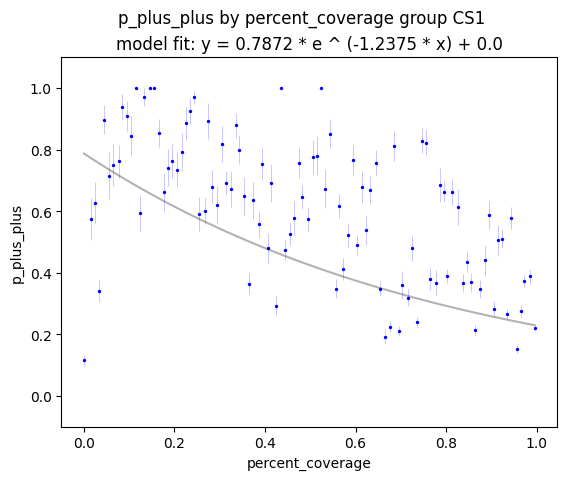 p_plus_plus by percent_coverage group CS1
model fit: y = 0.7872 * e ^ (-1.2375 * x) + 0.0
1.0
0.8
0.6
0.4
0.2
0.0
p_plus_plus
0.0 0.2 0.4 0.6 0.8 1.0
percent_coverage